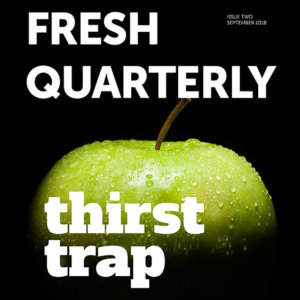 FRESH
QUARTERLY
ISSUE TWO
SEPTEMBER 2018
thirst
trap